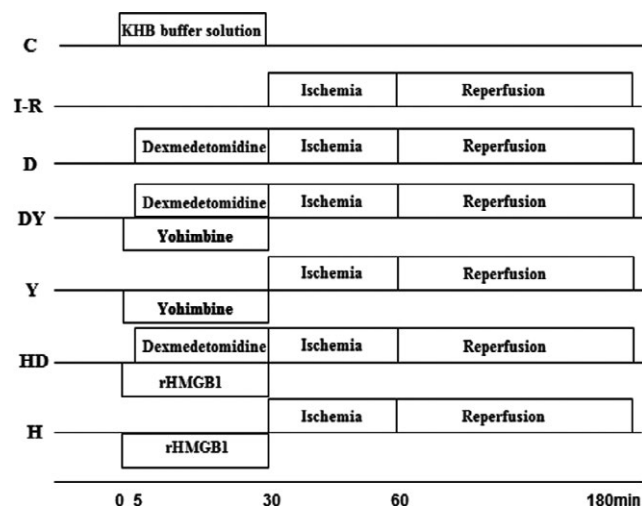 KHB buffer solution
C
Ischemia Reperfusion
I-R
Dexmedetomidine Ischemia Reperfusion
D
Dexmedetomidine Ischemia Reperfusion
DY
Yohimbine
Ischemia Reperfusion
Y
Yohimbine
Dexmedetomidine Ischemia Reperfusion
HD
rHMGB1
Ischemia Reperfusion
H
rHMGB1
0 5 30 60 180min